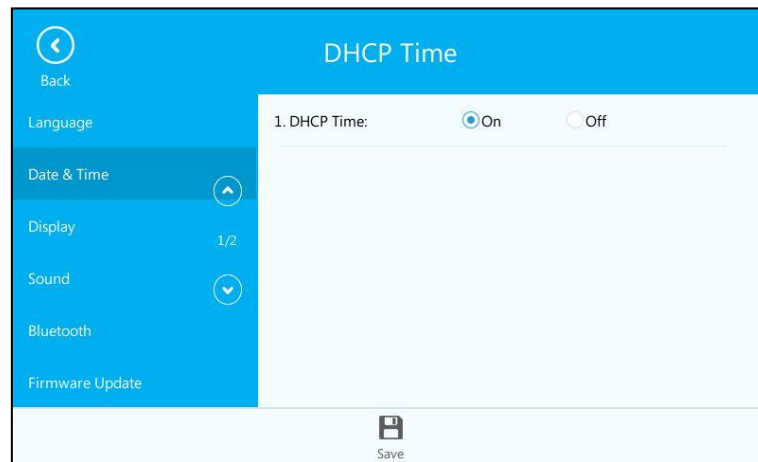 DHCP Time
Back
Language
1. DHCP Time: On Off
Date & Time
Display
1/2
Sound
Bluetooth
Firmware Update
Save